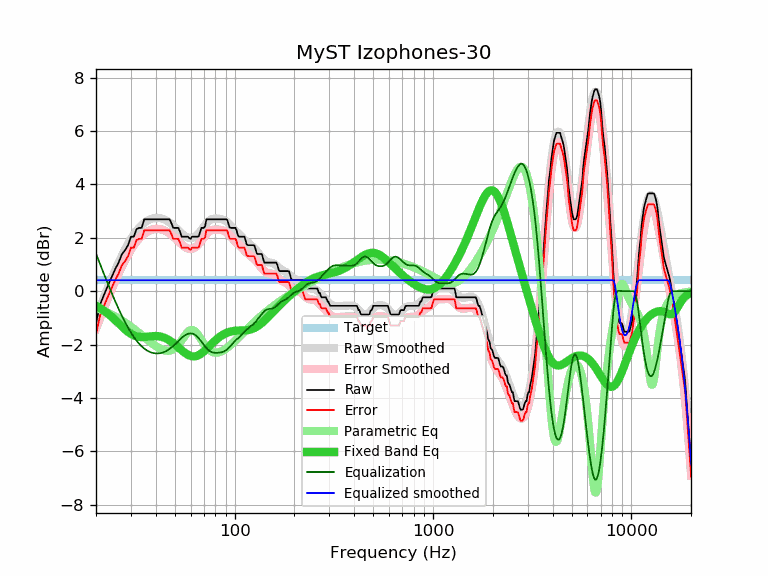 MyST Izophones-30
Amplitude (dBr)
8
6
4
2
0
−2
−4
−6
−8
Target
Raw Smoothed
Error Smoothed
Raw
Error
Parametric Eq
Fixed Band Eq
Equalization
Equalized smoothed
100 1000 10000
Frequency (Hz)